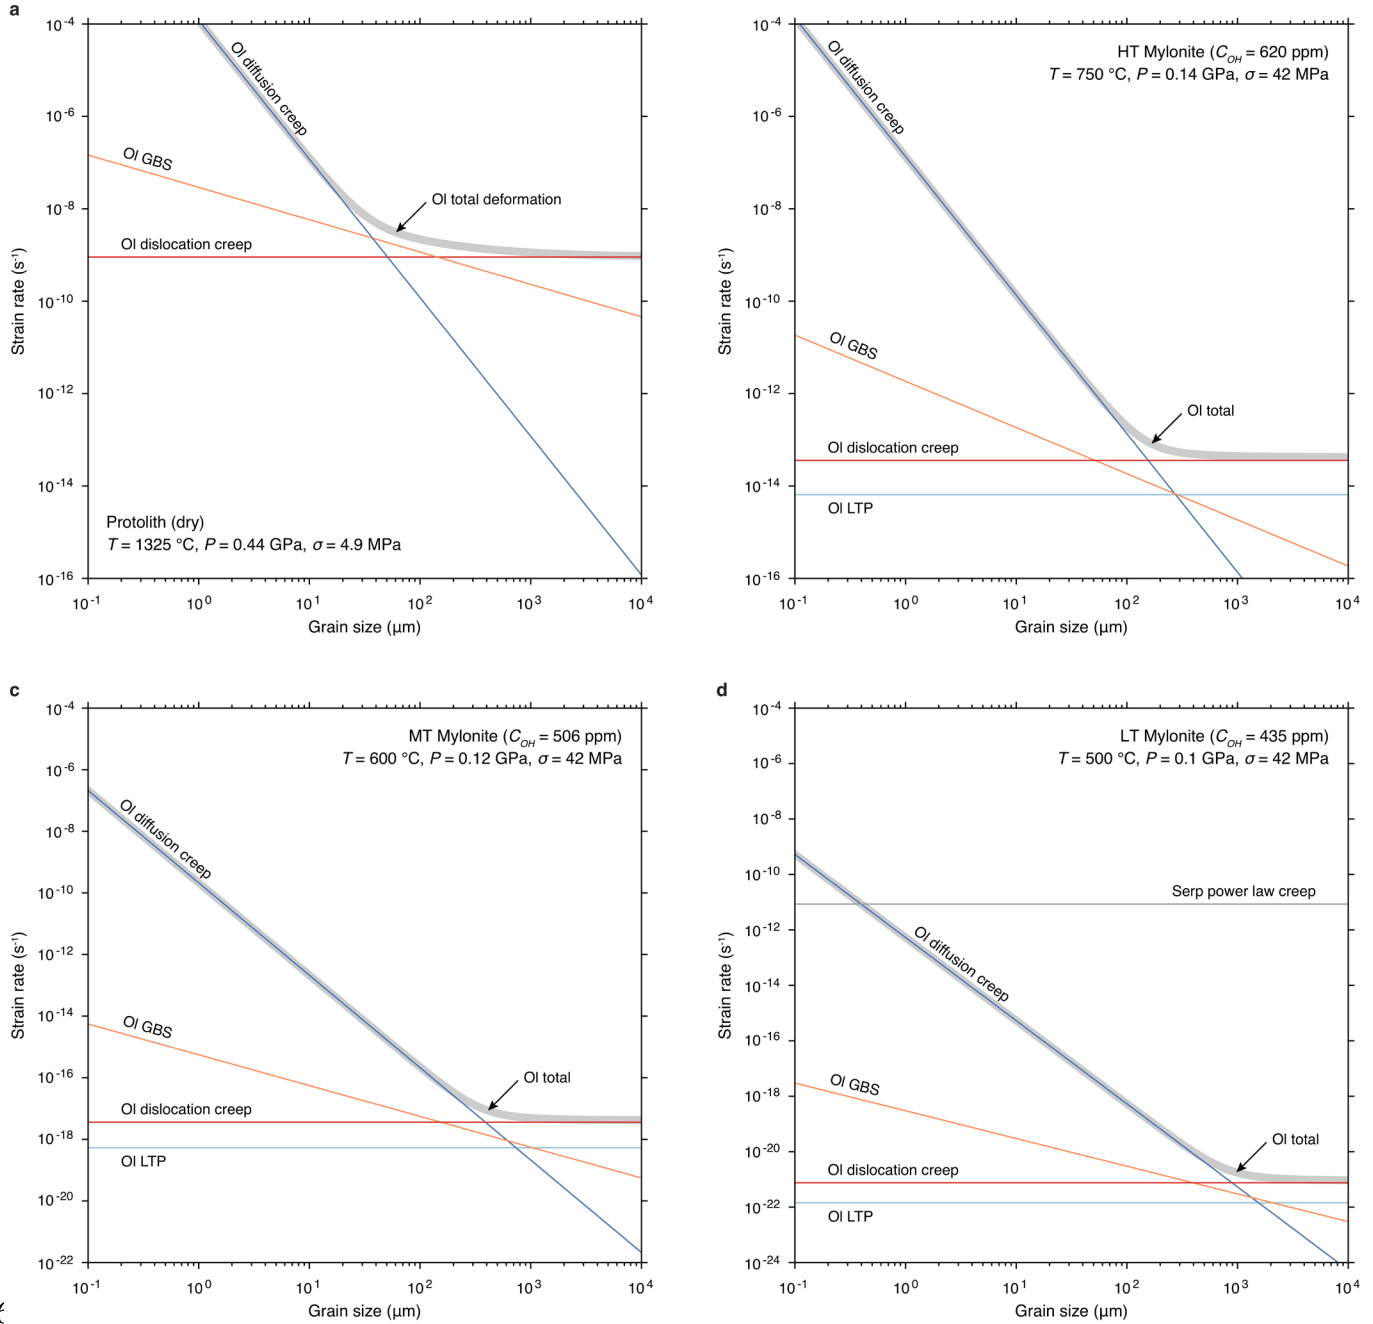 a
10⁻⁴
10⁻⁶
10⁻⁸
10⁻¹⁰
10⁻¹²
10⁻¹⁴
10⁻¹⁶
Strain rate (s⁻¹)
Ol diffusion creep
Ol GBS
Ol total deformation
Ol dislocation creep
Protolith (dry)
T = 1325 °C, P = 0.44 GPa, σ = 4.9 MPa
10⁻¹ 10⁰ 10¹ 10² 10³ 10⁴
Grain size (μm)
10⁻⁴
10⁻⁶
10⁻⁸
10⁻¹⁰
10⁻¹²
10⁻¹⁴
10⁻¹⁶
Strain rate (s⁻¹)
HT Mylonite (C_OH = 620 ppm)
T = 750 °C, P = 0.14 GPa, σ = 42 MPa
Ol diffusion creep
Ol GBS
Ol total
Ol dislocation creep
Ol LTP
10⁻¹ 10⁰ 10¹ 10² 10³ 10⁴
Grain size (μm)
c
10⁻⁴
10⁻⁶
10⁻⁸
10⁻¹⁰
10⁻¹²
10⁻¹⁴
10⁻¹⁶
10⁻¹⁸
10⁻²⁰
10⁻²²
Strain rate (s⁻¹)
MT Mylonite (C_OH = 506 ppm)
T = 600 °C, P = 0.12 GPa, σ = 42 MPa
Ol diffusion creep
Ol GBS
Ol total
Ol dislocation creep
Ol LTP
10⁻¹ 10⁰ 10¹ 10² 10³ 10⁴
Grain size (μm)
d
10⁻⁴
10⁻⁶
10⁻⁸
10⁻¹⁰
10⁻¹²
10⁻¹⁴
10⁻¹⁶
10⁻¹⁸
10⁻²⁰
10⁻²²
10⁻²⁴
Strain rate (s⁻¹)
LT Mylonite (C_OH = 435 ppm)
T = 500 °C, P = 0.1 GPa, σ = 42 MPa
Serp power law creep
Ol diffusion creep
Ol GBS
Ol total
Ol dislocation creep
Ol LTP
10⁻¹ 10⁰ 10¹ 10² 10³ 10⁴
Grain size (μm)